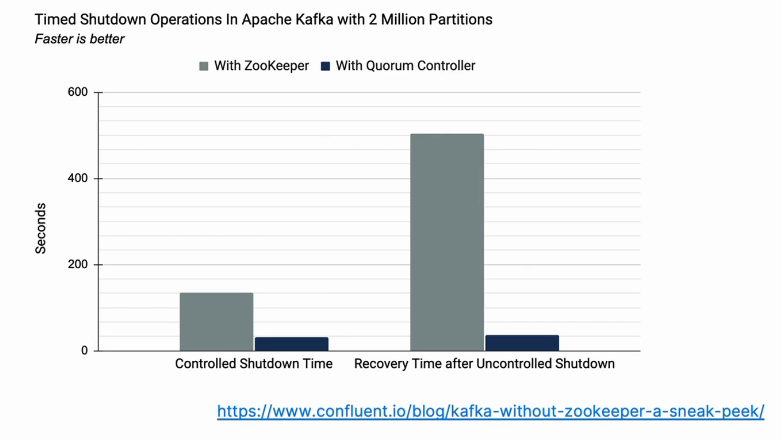 Timed Shutdown Operations In Apache Kafka with 2 Million Partitions
Faster is better
With ZooKeeper
With Quorum Controller
600
400
200
0
Seconds
Controlled Shutdown Time
Recovery Time after Uncontrolled Shutdown
https://www.confluent.io/blog/kafka-without-zookeeper-a-sneak-peek/